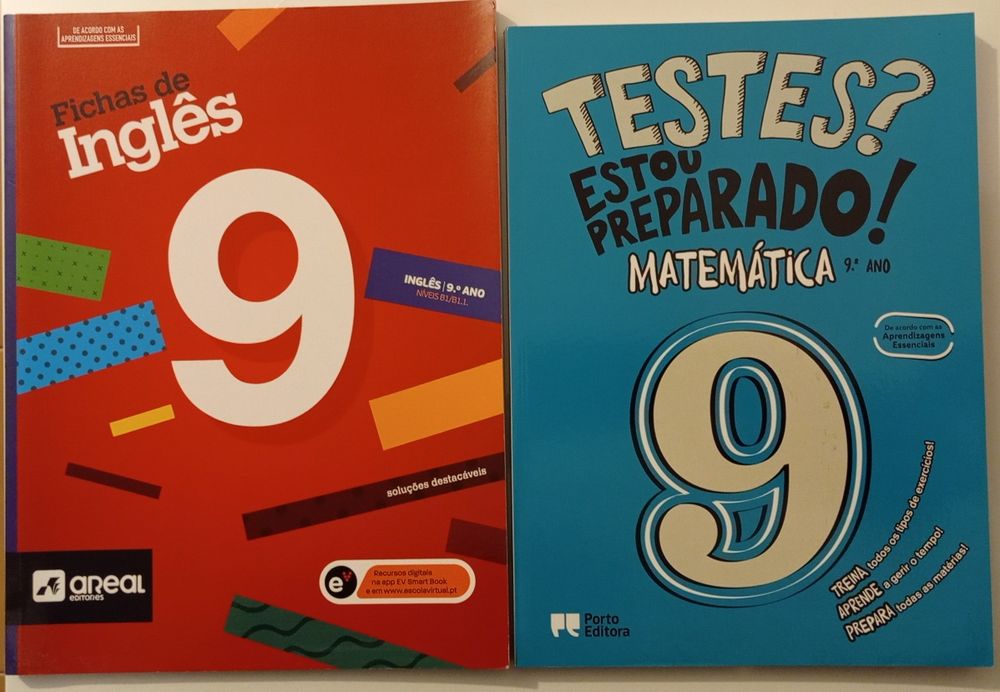 DE ACORDO COM AS
APRENDIZAGENS ESSENCIAIS
Fichas de
Inglês
9
INGLÊS | 9.º ANO
NÍVEIS B1/B1.1.
soluções destacáveis
areal
EDITORES
e
Recursos digitais
na app EV Smart Book
e em www.escolavirtual.pt
TESTES?
ESTOU
PREPARADO!
MATEMÁTICA 9.º ANO
De acordo com as
Aprendizagens
Essenciais
9
TREINA todos os tipos de exercícios!
APRENDE a gerir o tempo!
PREPARA todas as matérias!
Porto
Editora